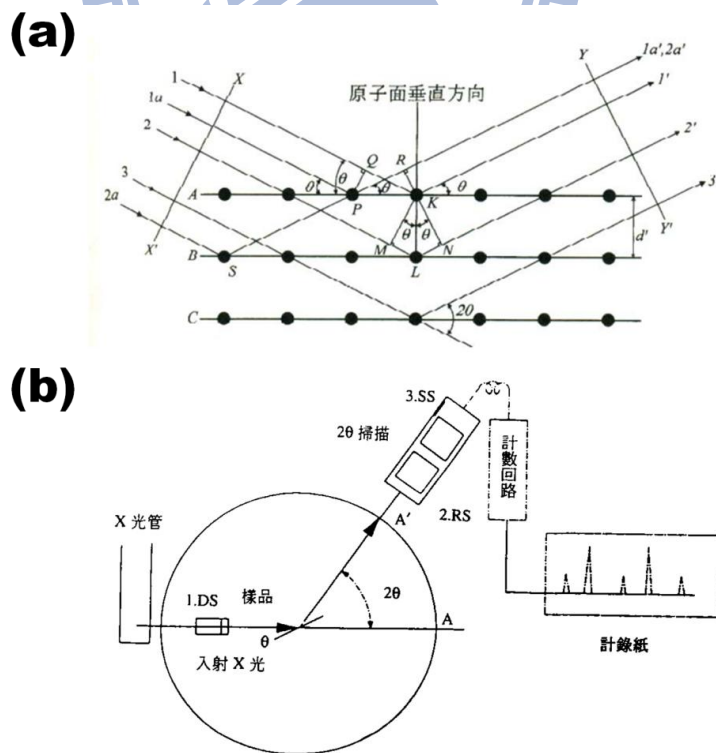 (a)
1
X
Y
1a',2a'
原子面垂直方向
1'
1a
2
Q
R
2'
3
θ
θ
θ
θ
3'
2a
A
P
K
X'
M
θ
θ
N
d'
Y'
B
S
L
2θ
C
(b)
3.SS
2θ 掃描
計數回路
X 光管
A'
2.RS
1.DS
樣品
2θ
A
θ
入射 X 光
計錄紙